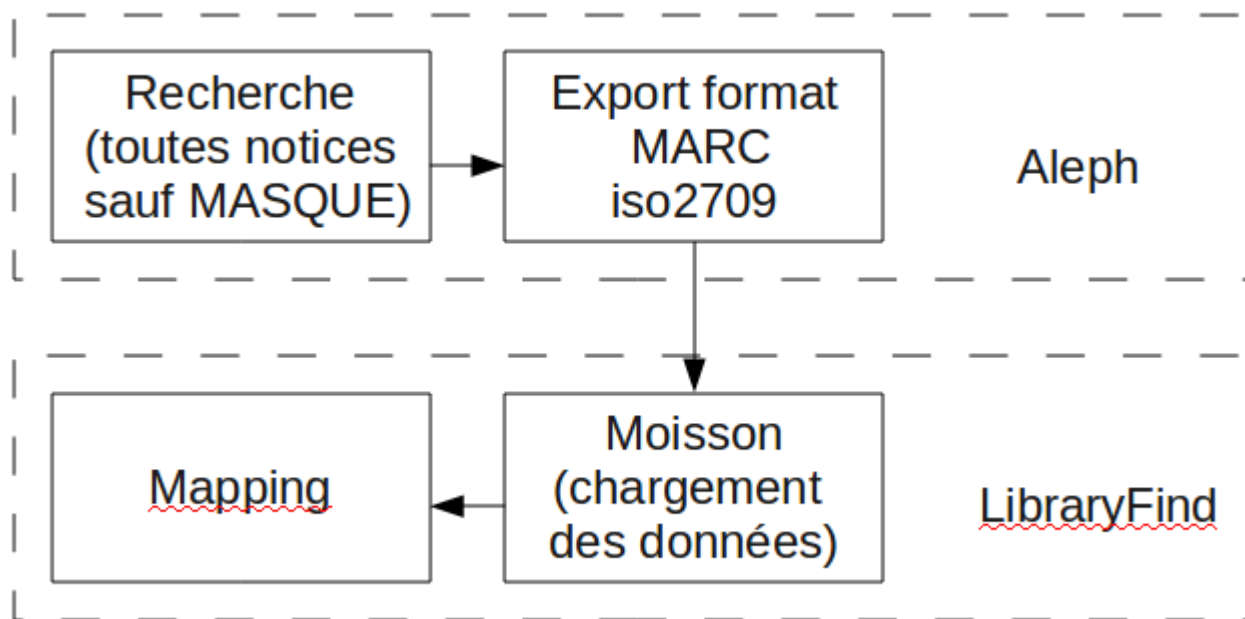 Recherche
(toutes notices
sauf MASQUE)
Export format
MARC
iso2709
Aleph
Mapping
Moisson
(chargement
des données)
LibraryFind